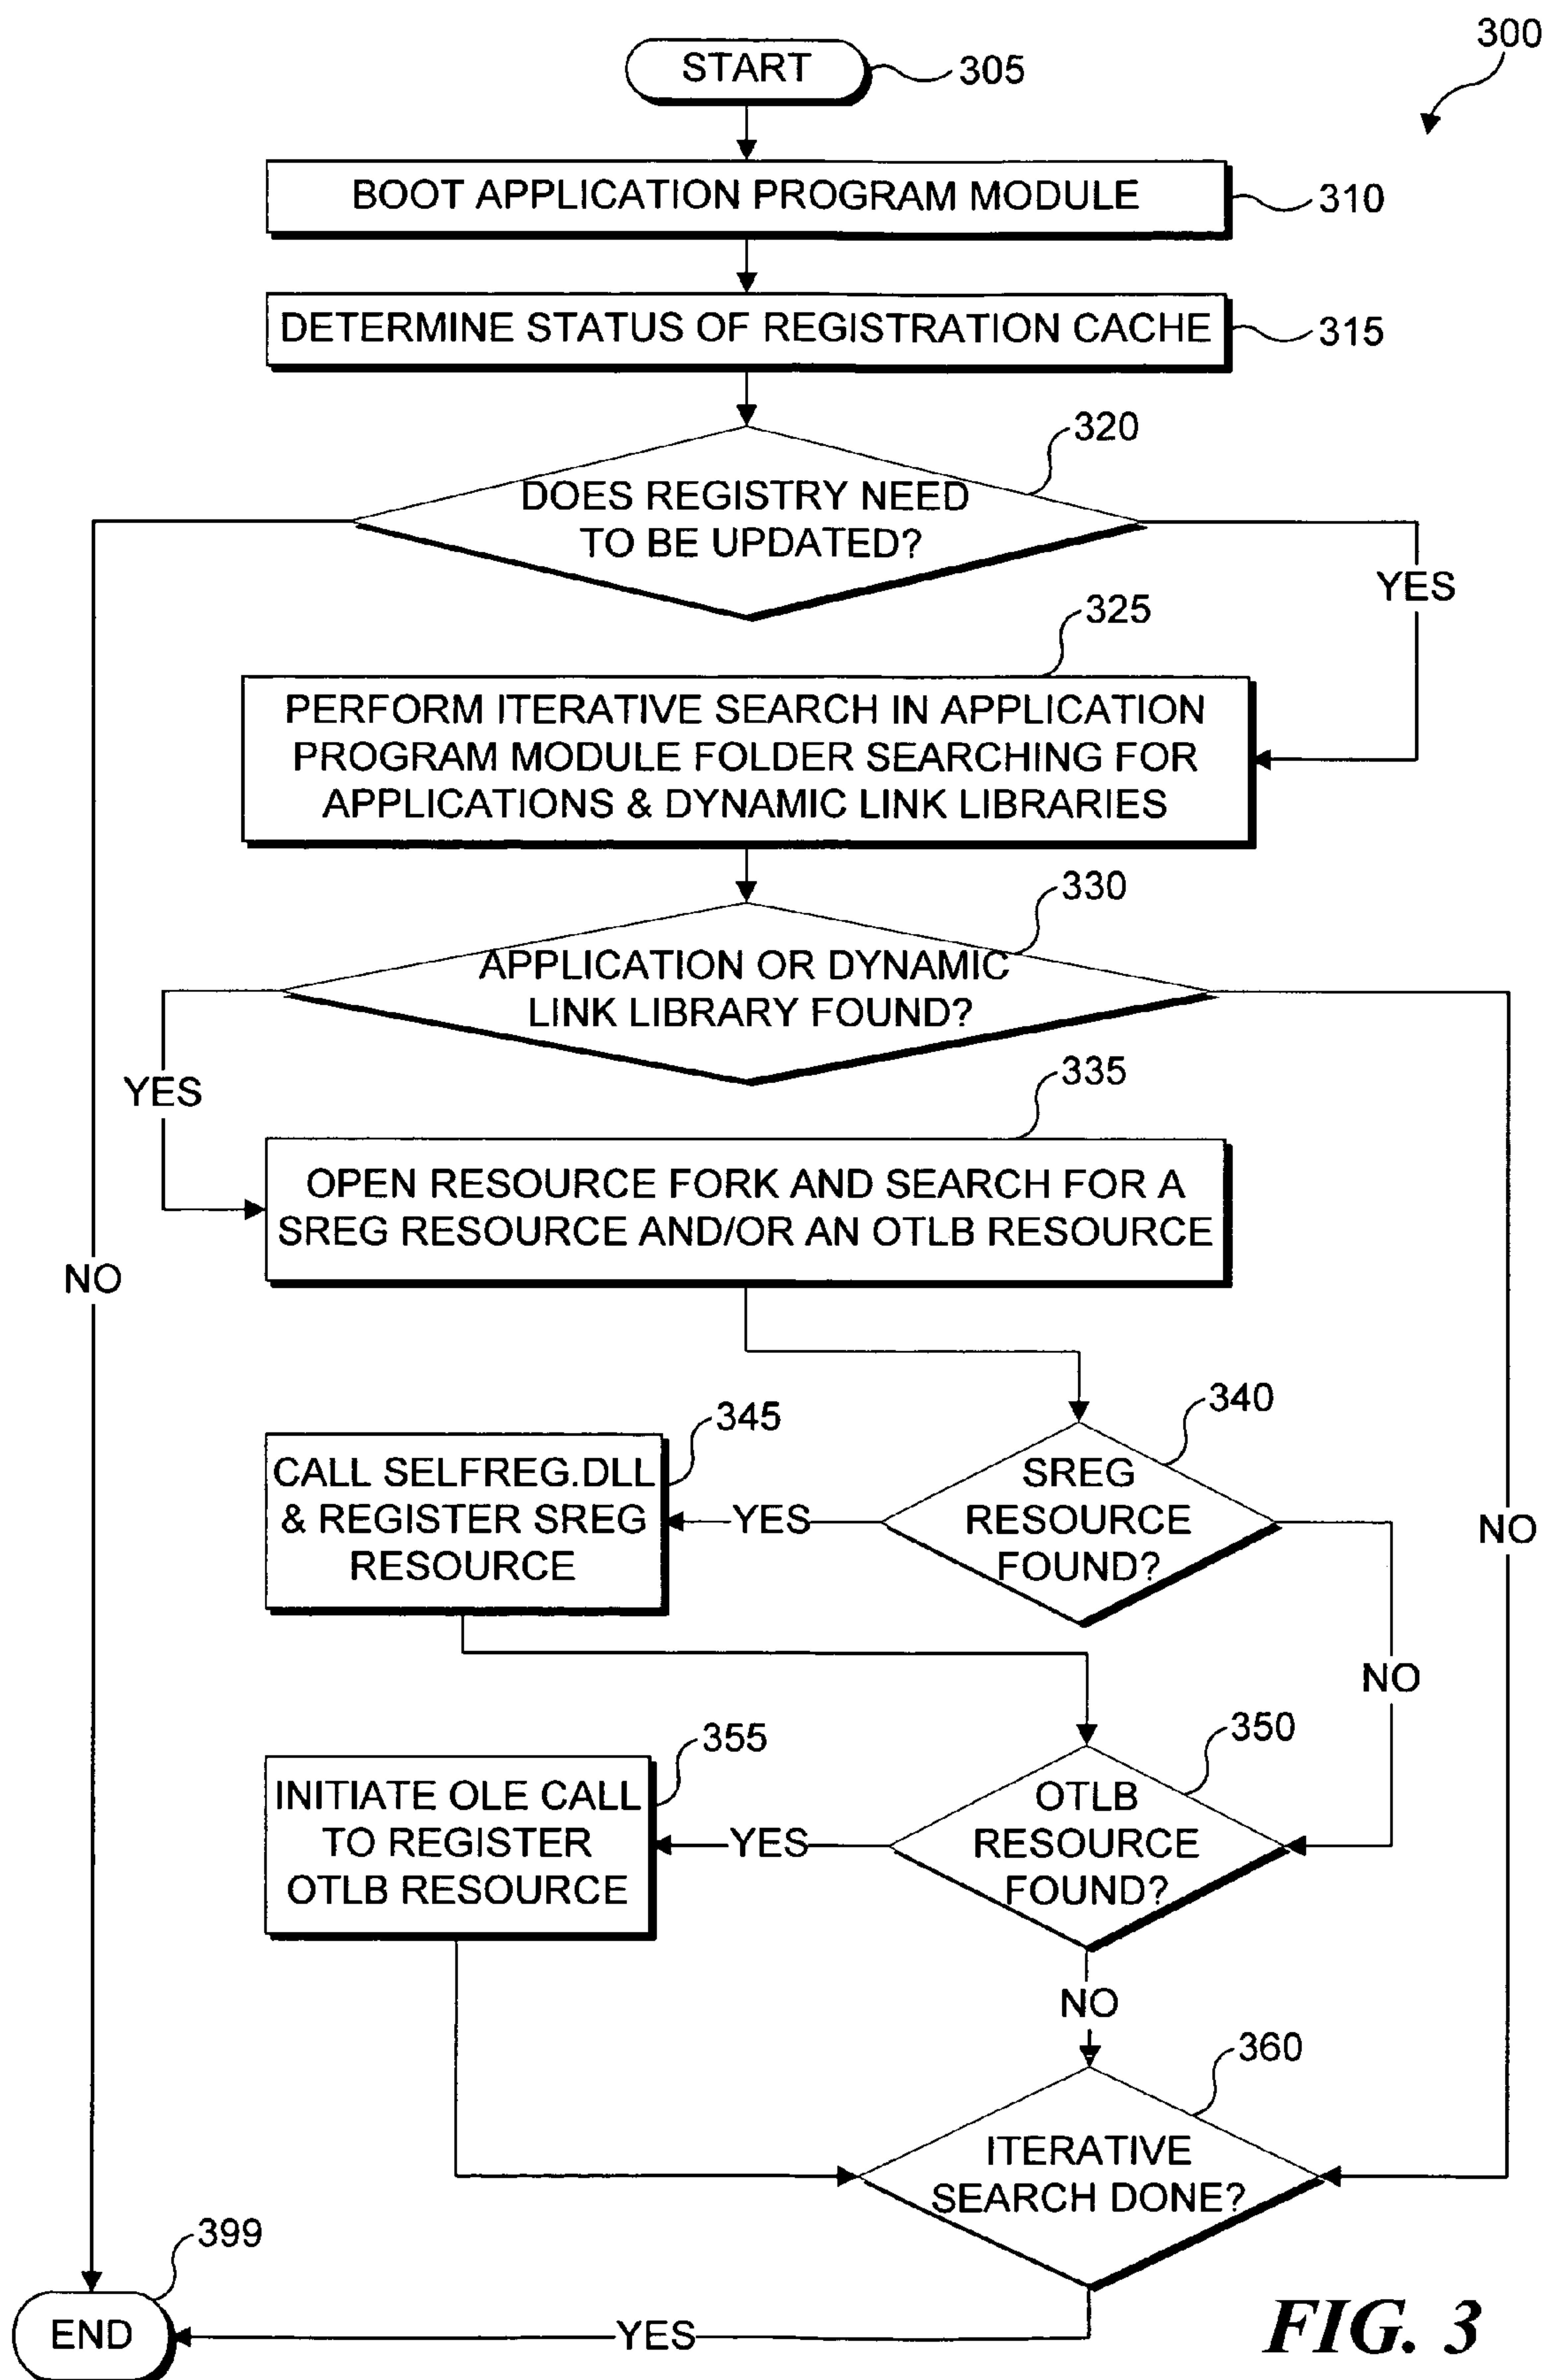 300
START
305
BOOT APPLICATION PROGRAM MODULE
310
DETERMINE STATUS OF REGISTRATION CACHE
315
320
DOES REGISTRY NEED
TO BE UPDATED?
YES
325
PERFORM ITERATIVE SEARCH IN APPLICATION
PROGRAM MODULE FOLDER SEARCHING FOR
APPLICATIONS & DYNAMIC LINK LIBRARIES
330
APPLICATION OR DYNAMIC
LINK LIBRARY FOUND?
YES
335
OPEN RESOURCE FORK AND SEARCH FOR A
SREG RESOURCE AND/OR AN OTLB RESOURCE
NO
340
345
CALL SELFREG.DLL
& REGISTER SREG
RESOURCE
YES
SREG
RESOURCE
FOUND?
NO
NO
350
355
INITIATE OLE CALL
TO REGISTER
OTLB RESOURCE
YES
OTLB
RESOURCE
FOUND?
NO
360
ITERATIVE
SEARCH DONE?
399
END
YES
FIG. 3